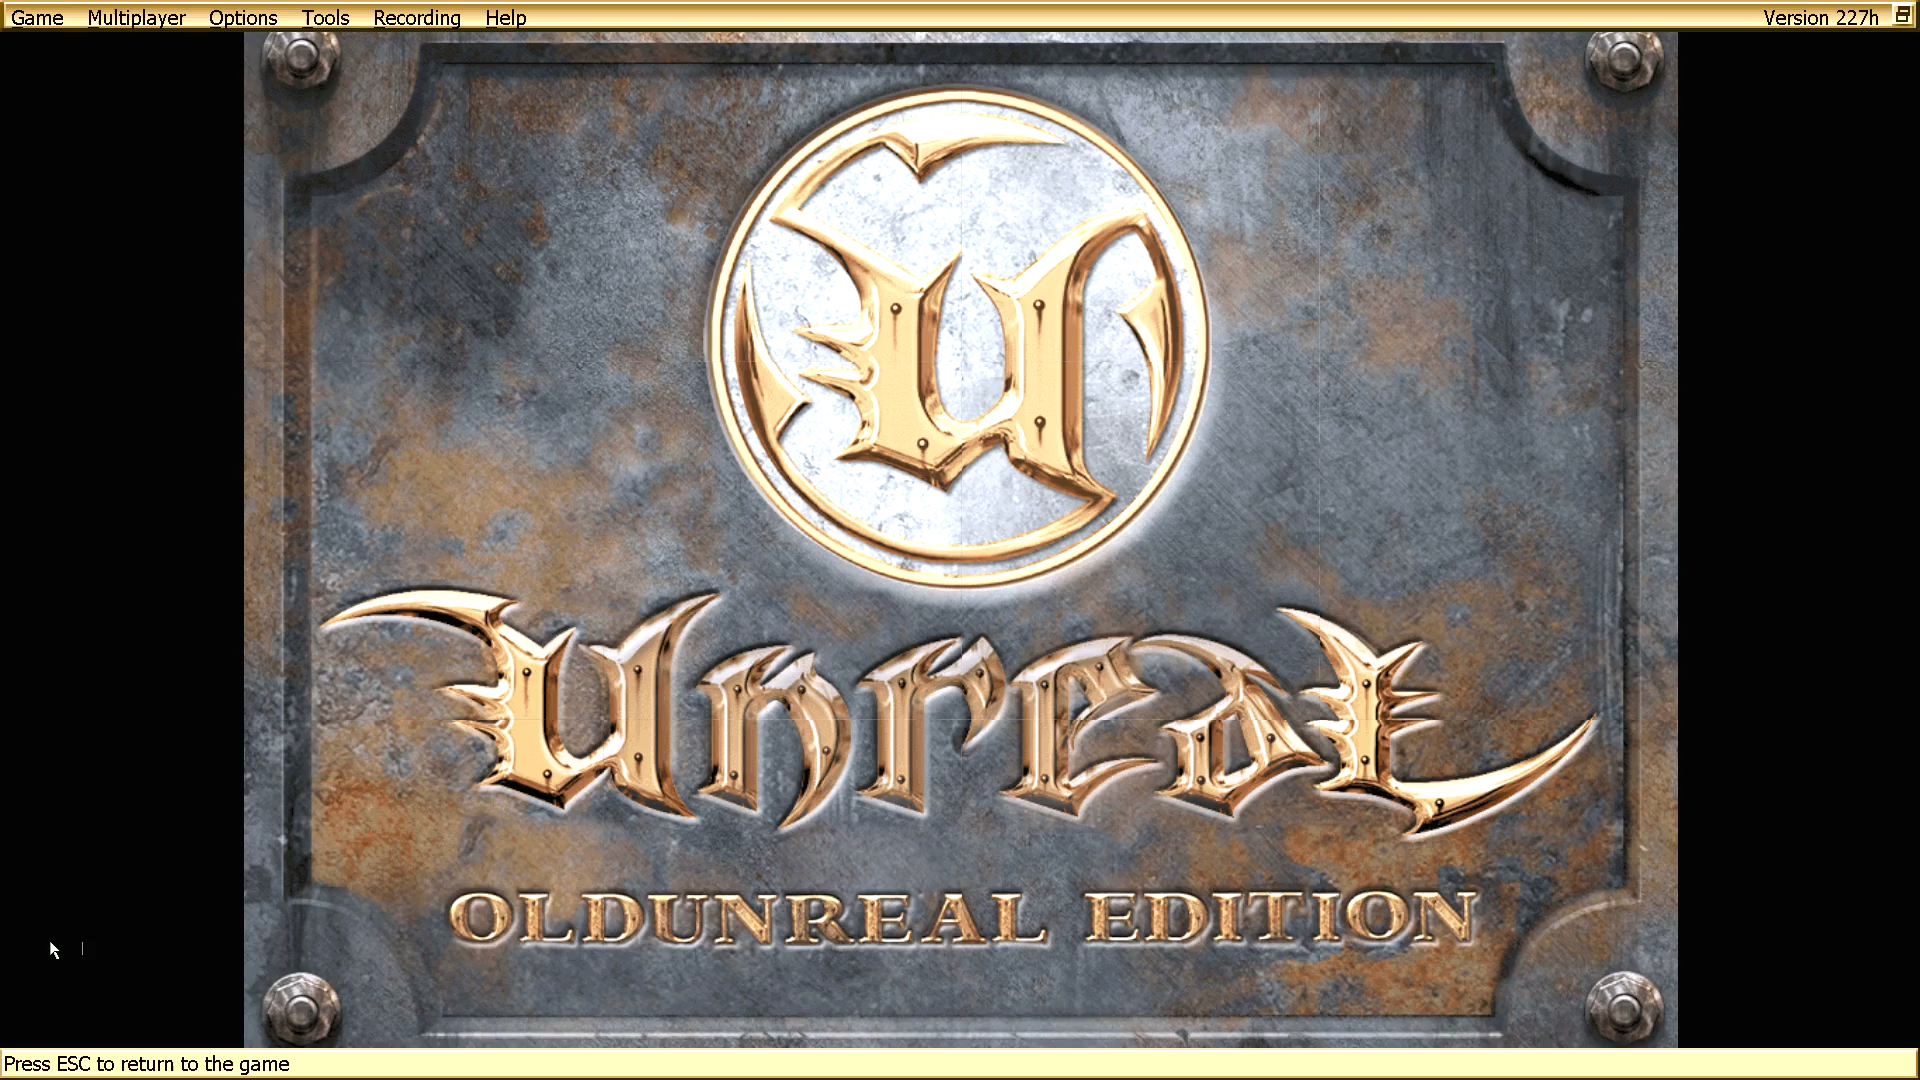 Game Multiplayer Options Tools Recording Help Version 227h
U
Unreal
OLDUNREAL EDITION
Press ESC to return to the game